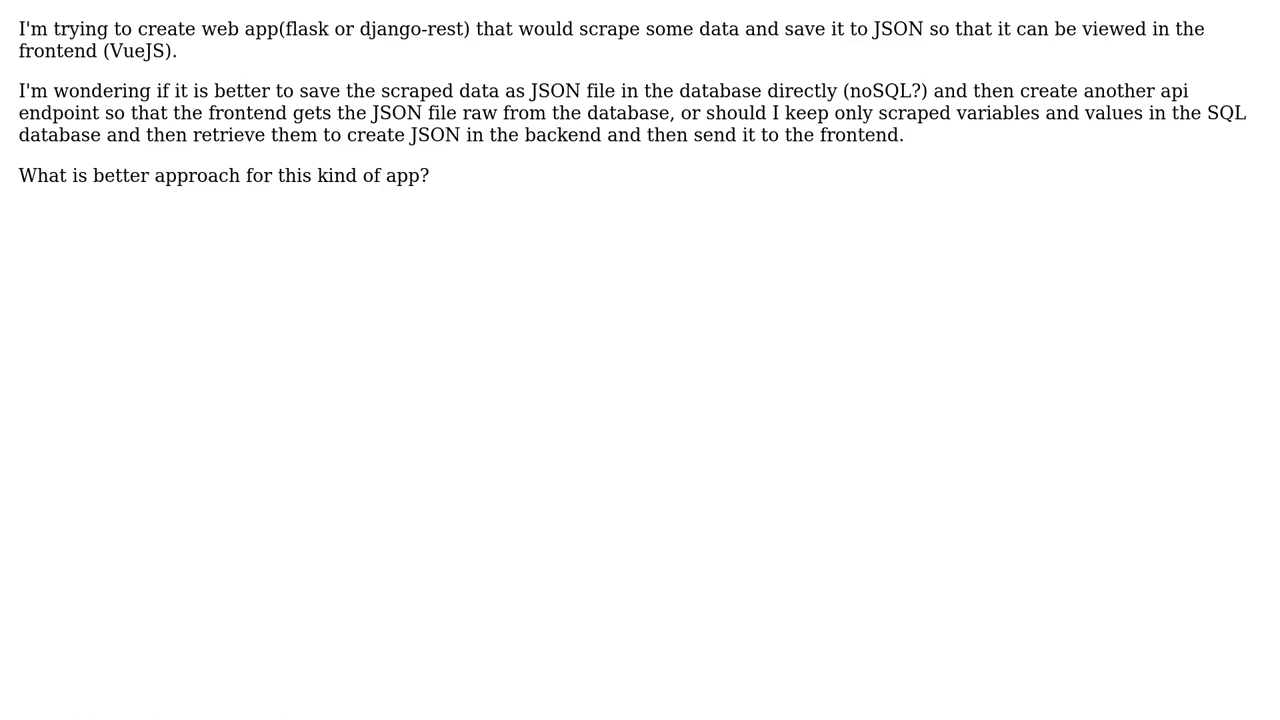 I'm trying to create web app(flask or django-rest) that would scrape some data and save it to JSON so that it can be viewed in the
frontend (VueJS).
I'm wondering if it is better to save the scraped data as JSON file in the database directly (noSQL?) and then create another api
endpoint so that the frontend gets the JSON file raw from the database, or should I keep only scraped variables and values in the SQL
database and then retrieve them to create JSON in the backend and then send it to the frontend.
What is better approach for this kind of app?